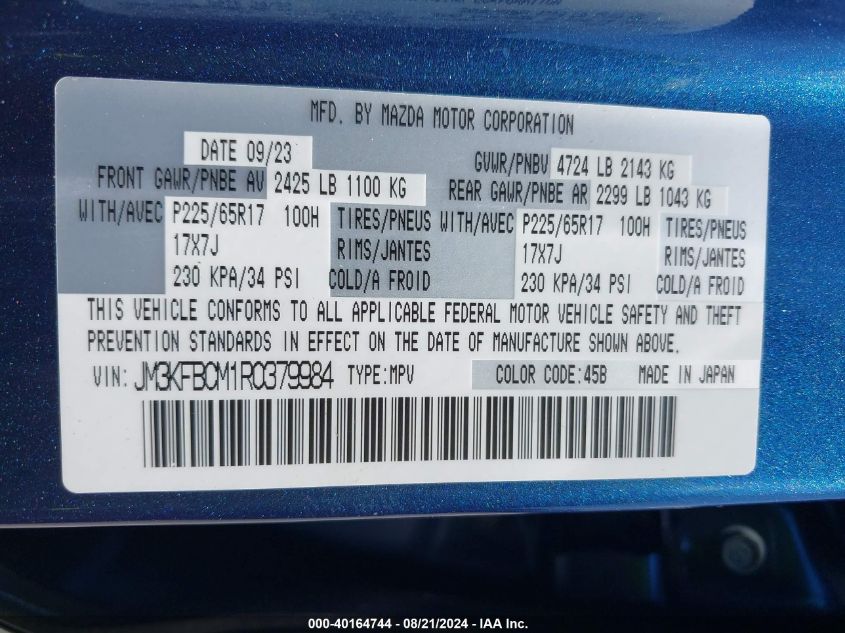 MFD. BY MAZDA MOTOR CORPORATION
DATE 09/23 GVWR/PNBV 4724 LB 2143 KG
FRONT GAWR/PNBE AV 2425 LB 1100 KG REAR GAWR/PNBE AR 2299 LB 1043 KG
WITH/AVEC P225/65R17 100H TIRES/PNEUS WITH/AVEC P225/65R17 100H TIRES/PNEUS
17X7J RIMS/JANTES 17X7J RIMS/JANTES
230 KPA/34 PSI COLD/A FROID 230 KPA/34 PSI COLD/A FROID
THIS VEHICLE CONFORMS TO ALL APPLICABLE FEDERAL MOTOR VEHICLE SAFETY AND THEFT
PREVENTION STANDARDS IN EFFECT ON THE DATE OF MANUFACTURE SHOWN ABOVE.
VIN: JM3KFBCM1R0379984 TYPE:MPV COLOR CODE:45B MADE IN JAPAN
000-40164744 - 08/21/2024 - IAA Inc.